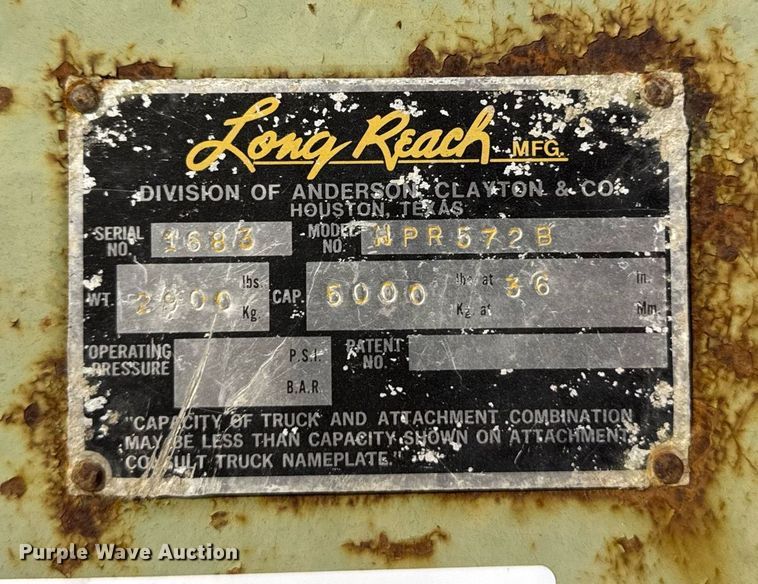 Long Reach MFG.
DIVISION OF ANDERSON, CLAYTON & CO.
HOUSTON, TEXAS
SERIAL NO. 1683 MODEL NO. NPR572B
WT. 2900 lbs. Kg. CAP. 5000 lbs. at Kg. at 36 In. Mm.
OPERATING PRESSURE P.S.I. B.A.R PATENT NO.
"CAPACITY OF TRUCK AND ATTACHMENT COMBINATION
MAY BE LESS THAN CAPACITY SHOWN ON ATTACHMENT
CONSULT TRUCK NAMEPLATE."
Purple Wave Auction